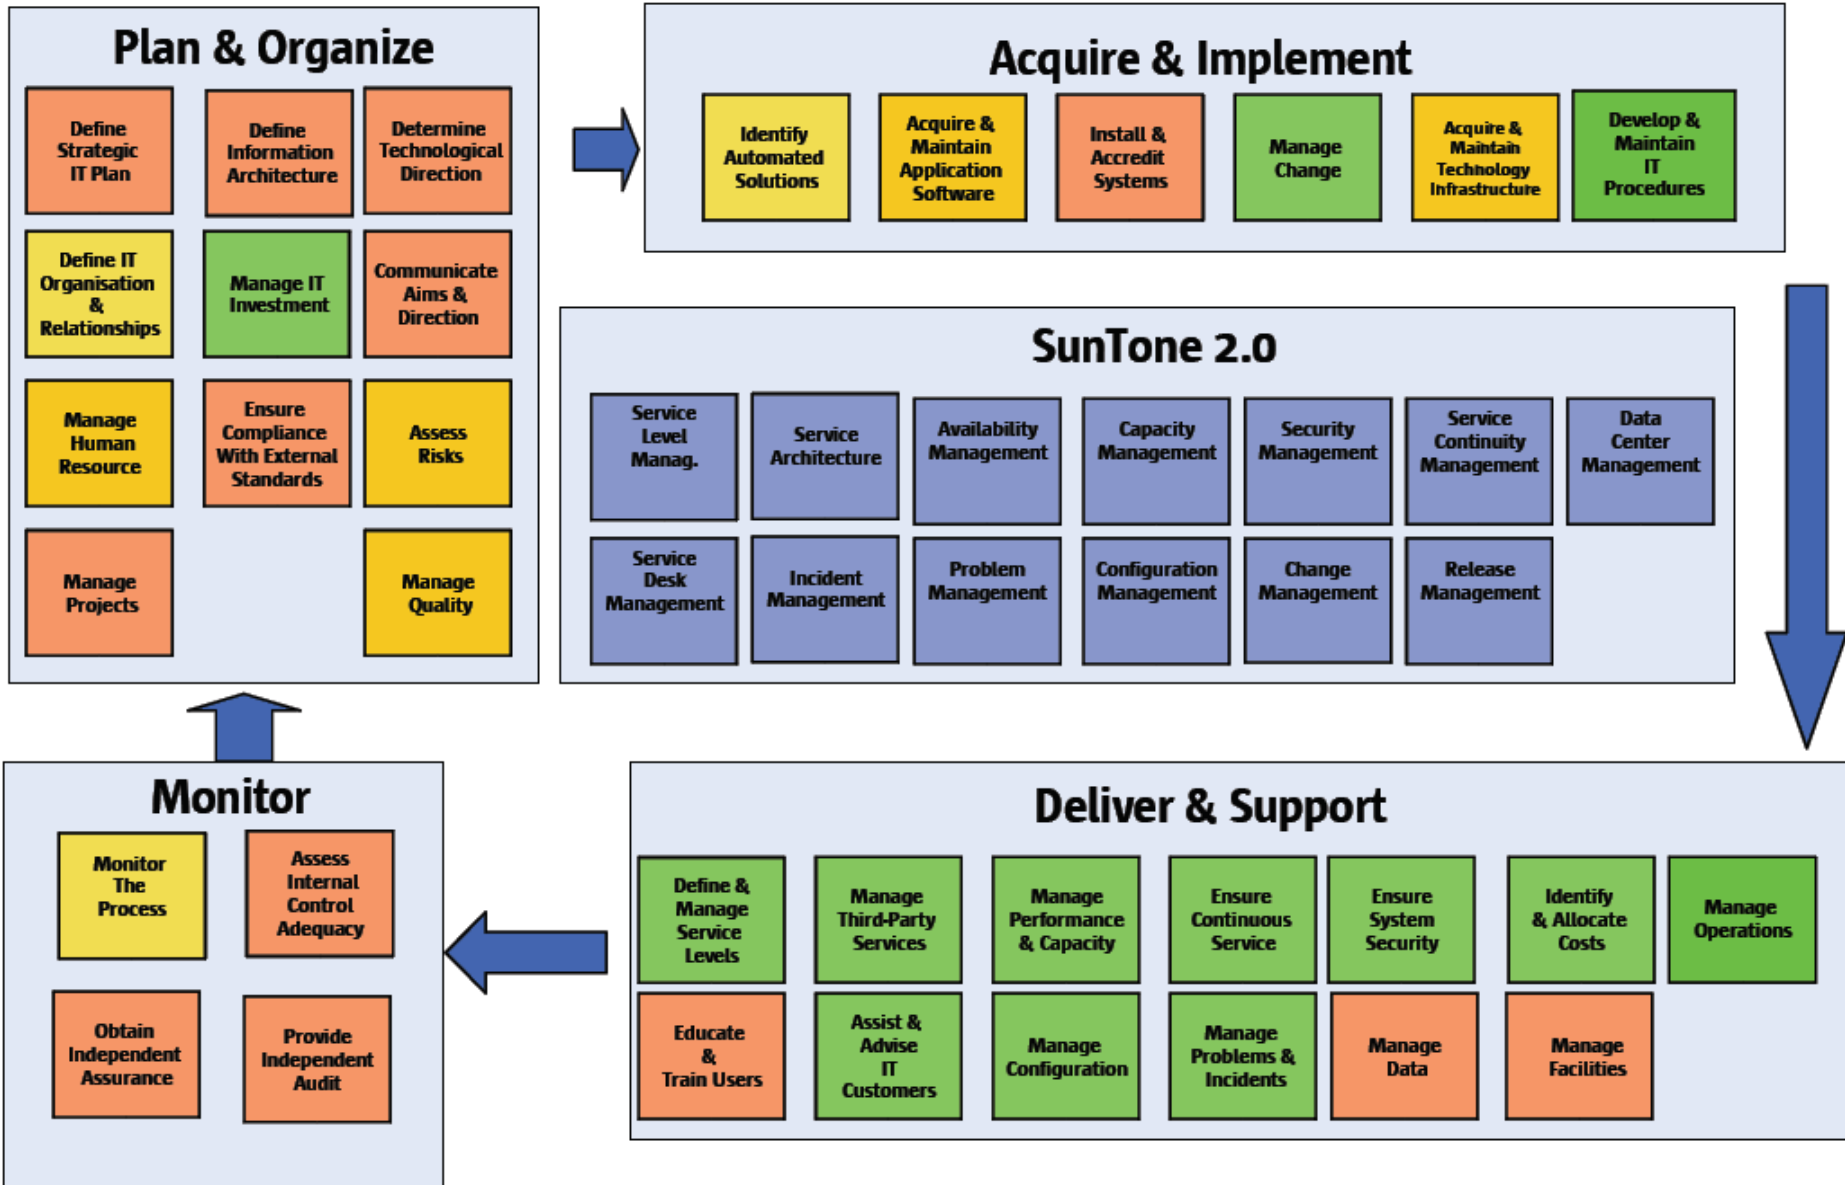 Plan & Organize
Define
Strategic
IT Plan
Define
Information
Architecture
Determine
Technological
Direction
Define IT
Organisation
&
Relationships
Manage IT
Investment
Communicate
Aims &
Direction
Manage
Human
Resource
Ensure
Compliance
With External
Standards
Assess
Risks
Manage
Projects
Manage
Quality
Acquire & Implement
Identify
Automated
Solutions
Acquire &
Maintain
Application
Software
Install &
Accredit
Systems
Manage
Change
Acquire &
Maintain
Technology
Infrastructure
Develop &
Maintain
IT
Procedures
SunTone 2.0
Service
Level
Manag.
Service
Architecture
Availability
Management
Capacity
Management
Security
Management
Service
Continuity
Management
Data
Center
Management
Service
Desk
Management
Incident
Management
Problem
Management
Configuration
Management
Change
Management
Release
Management
Monitor
Monitor
The
Process
Assess
Internal
Control
Adequacy
Obtain
Independent
Assurance
Provide
Independent
Audit
Deliver & Support
Define &
Manage
Service
Levels
Manage
Third-Party
Services
Manage
Performance
& Capacity
Ensure
Continuous
Service
Ensure
System
Security
Identify
& Allocate
Costs
Manage
Operations
Educate
&
Train Users
Assist &
Advise
IT
Customers
Manage
Configuration
Manage
Problems &
Incidents
Manage
Data
Manage
Facilities